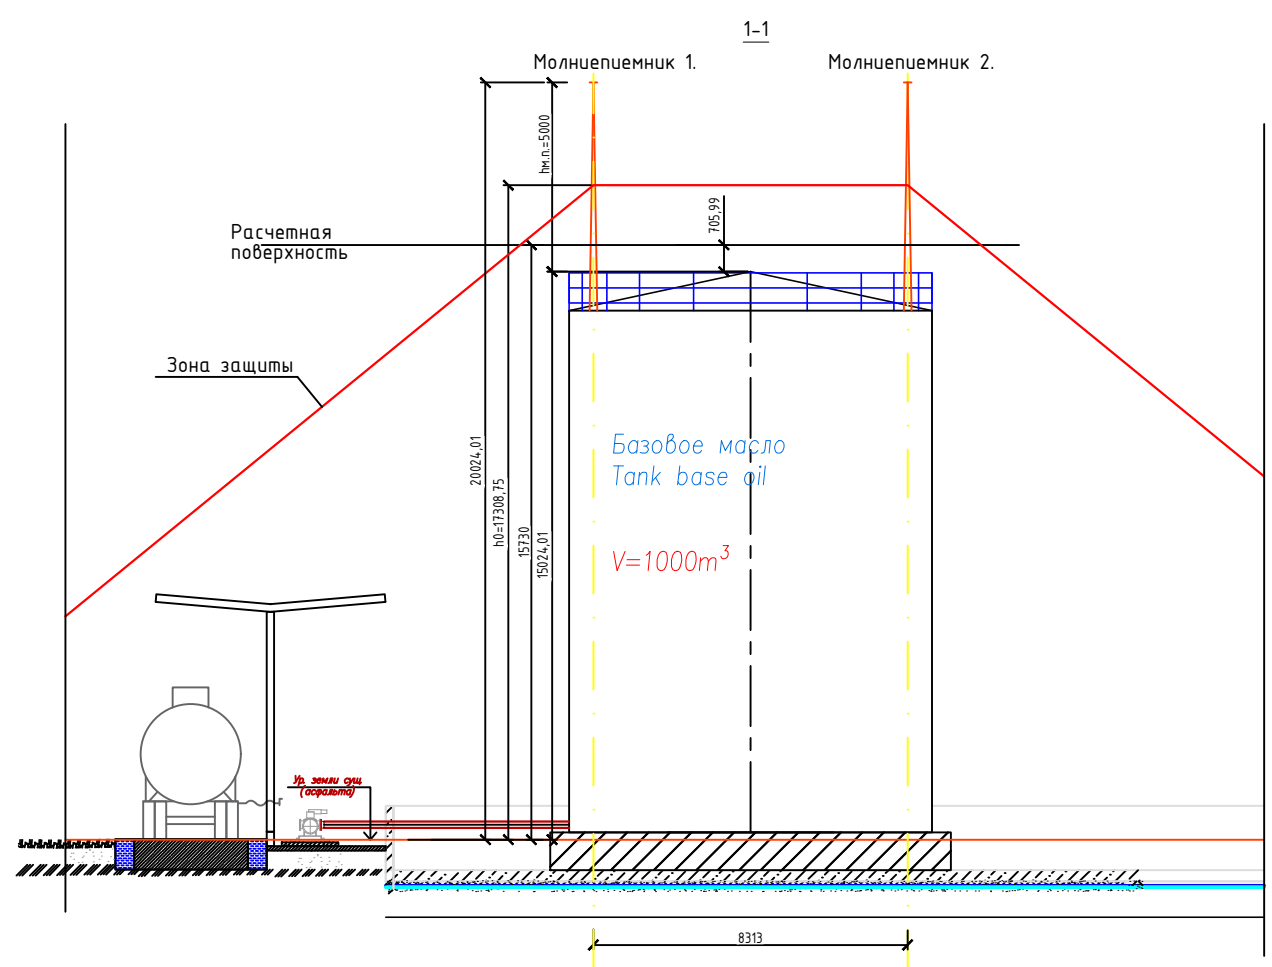 1-1
Молниепиемник 1.
Молниепиемник 2.
hм.п.=5000
705,99
Расчетная
поверхность
Зона защиты
20024,01
h0=17308,75
15730
15024,01
Базовое масло
Tank base oil
V=1000m³
Ур. земли сущ.
(асфальта)
8313